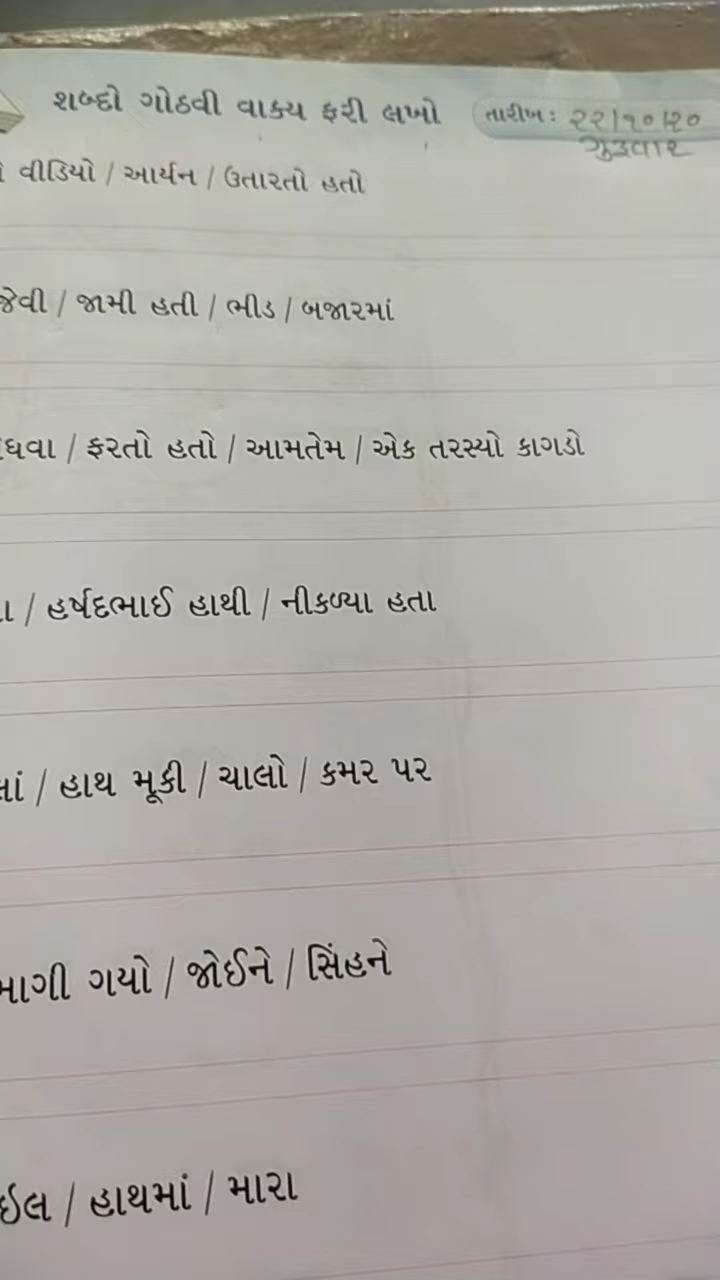 શબ્દો ગોઠવી વાક્ય ફરી લખો તારીખ: ૨૨/૧૦/૨૦
ગુરુવાર
વીડિયો / આર્યન / ઉતારતો હતો
જેવી / જામી હતી / ભીડ / બજારમાં
ધવા / ફરતો હતો / આમતેમ / એક તરસ્યો કાગડો
/ હર્ષદભાઈ હાથી / નીકળ્યા હતા
/ હાથ મૂકી / ચાલો / કમર પર
ગયો / જોઈને / સિંહને
ઇલ / હાથમાં / મારા